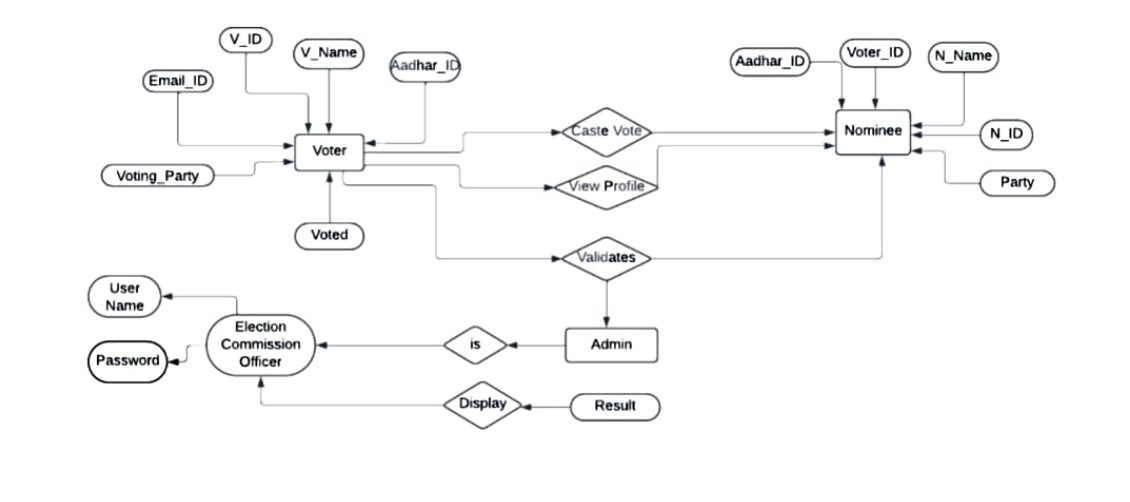 V_ID
V_Name
Aadhar_ID
Email_ID
Voter
Voting_Party
Voted
Caste Vote
View Profile
Validates
Aadhar_ID
Voter_ID
N_Name
Nominee
N_ID
Party
User
Name
Password
Election
Commission
Officer
is
Admin
Display
Result